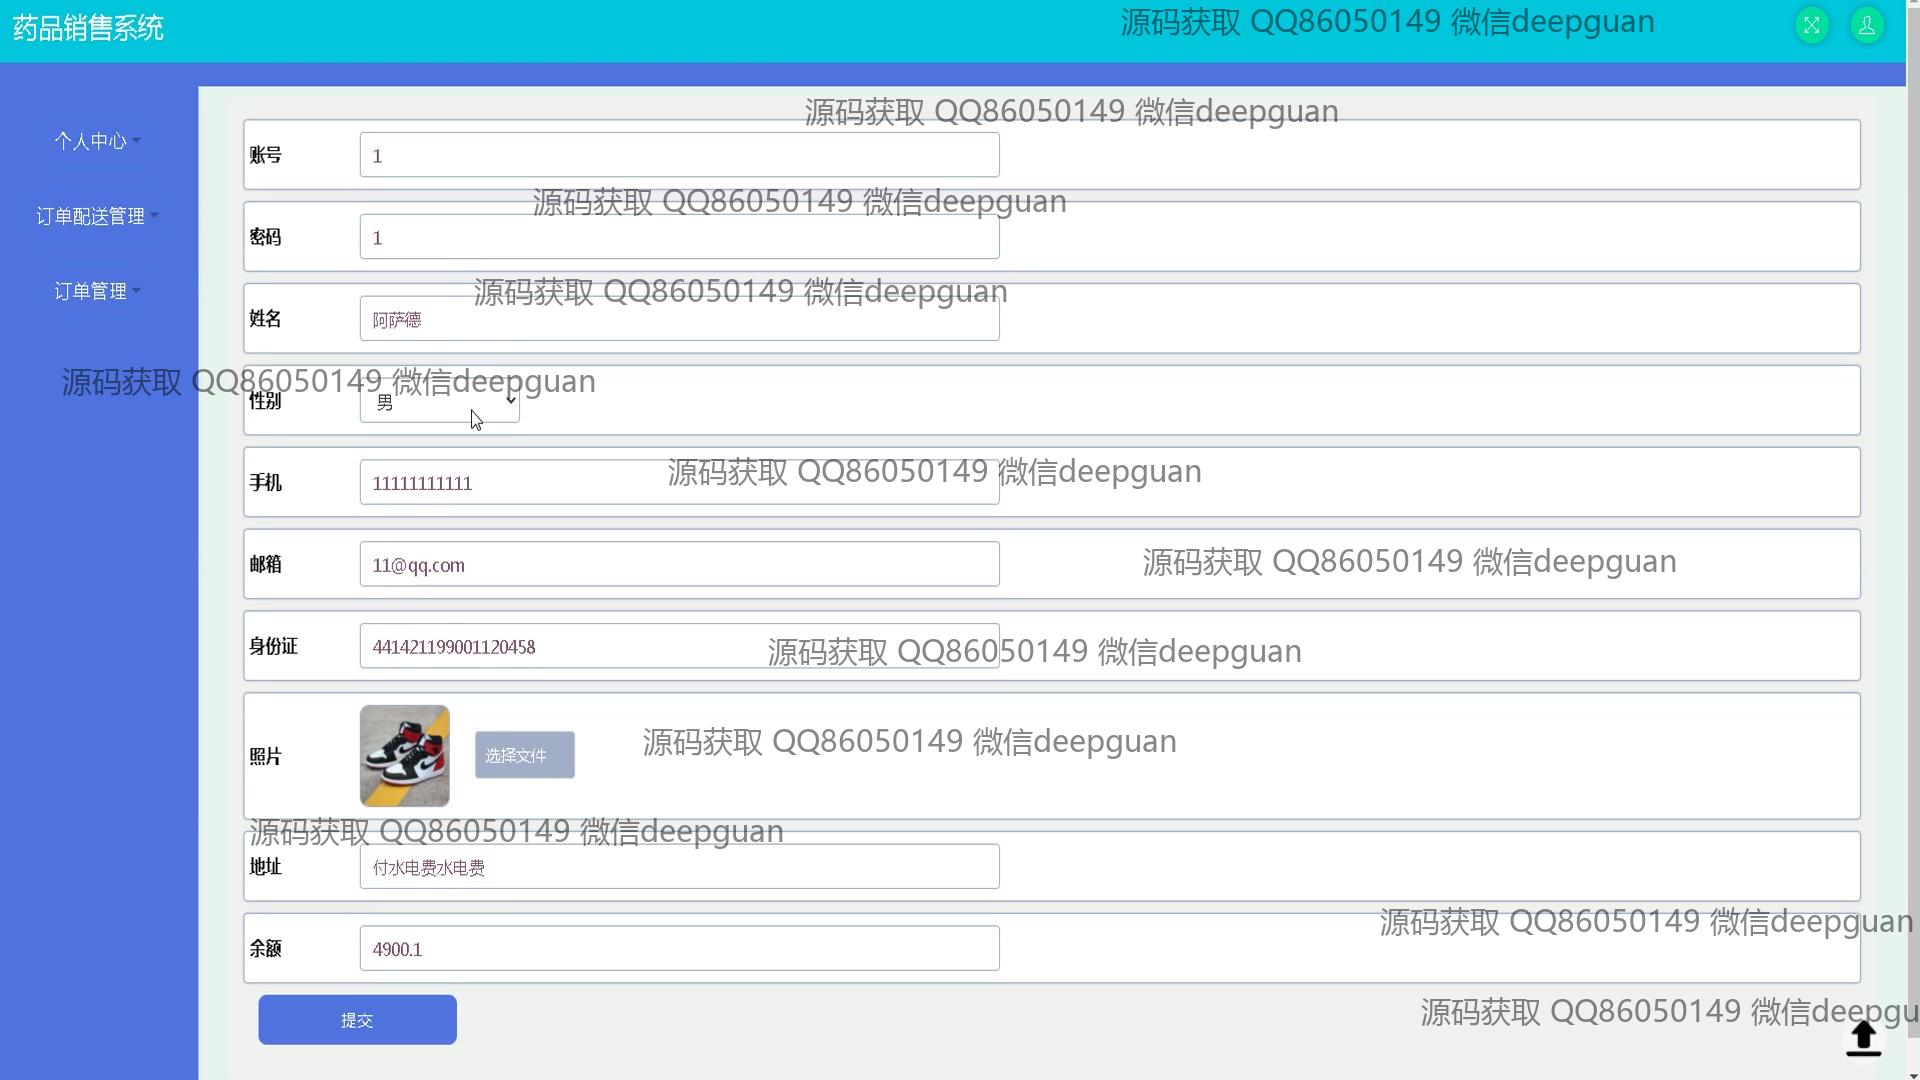 药品销售系统
源码获取 QQ86050149 微信deepguan
源码获取 QQ86050149 微信deepguan
个人中心
账号
1
源码获取 QQ86050149 微信deepguan
订单配送管理
密码
1
源码获取 QQ86050149 微信deepguan
订单管理
姓名
阿萨德
源码获取 QQ86050149 微信deepguan
性别
男
源码获取 QQ86050149 微信deepguan
手机
11111111111
源码获取 QQ86050149 微信deepguan
邮箱
11@qq.com
源码获取 QQ86050149 微信deepguan
身份证
441421199001120458
源码获取 QQ86050149 微信deepguan
照片
选择文件
源码获取 QQ86050149 微信deepguan
地址
付水电费水电费
源码获取 QQ86050149 微信deepguan
余额
4900.1
源码获取 QQ86050149 微信deepgu
提交